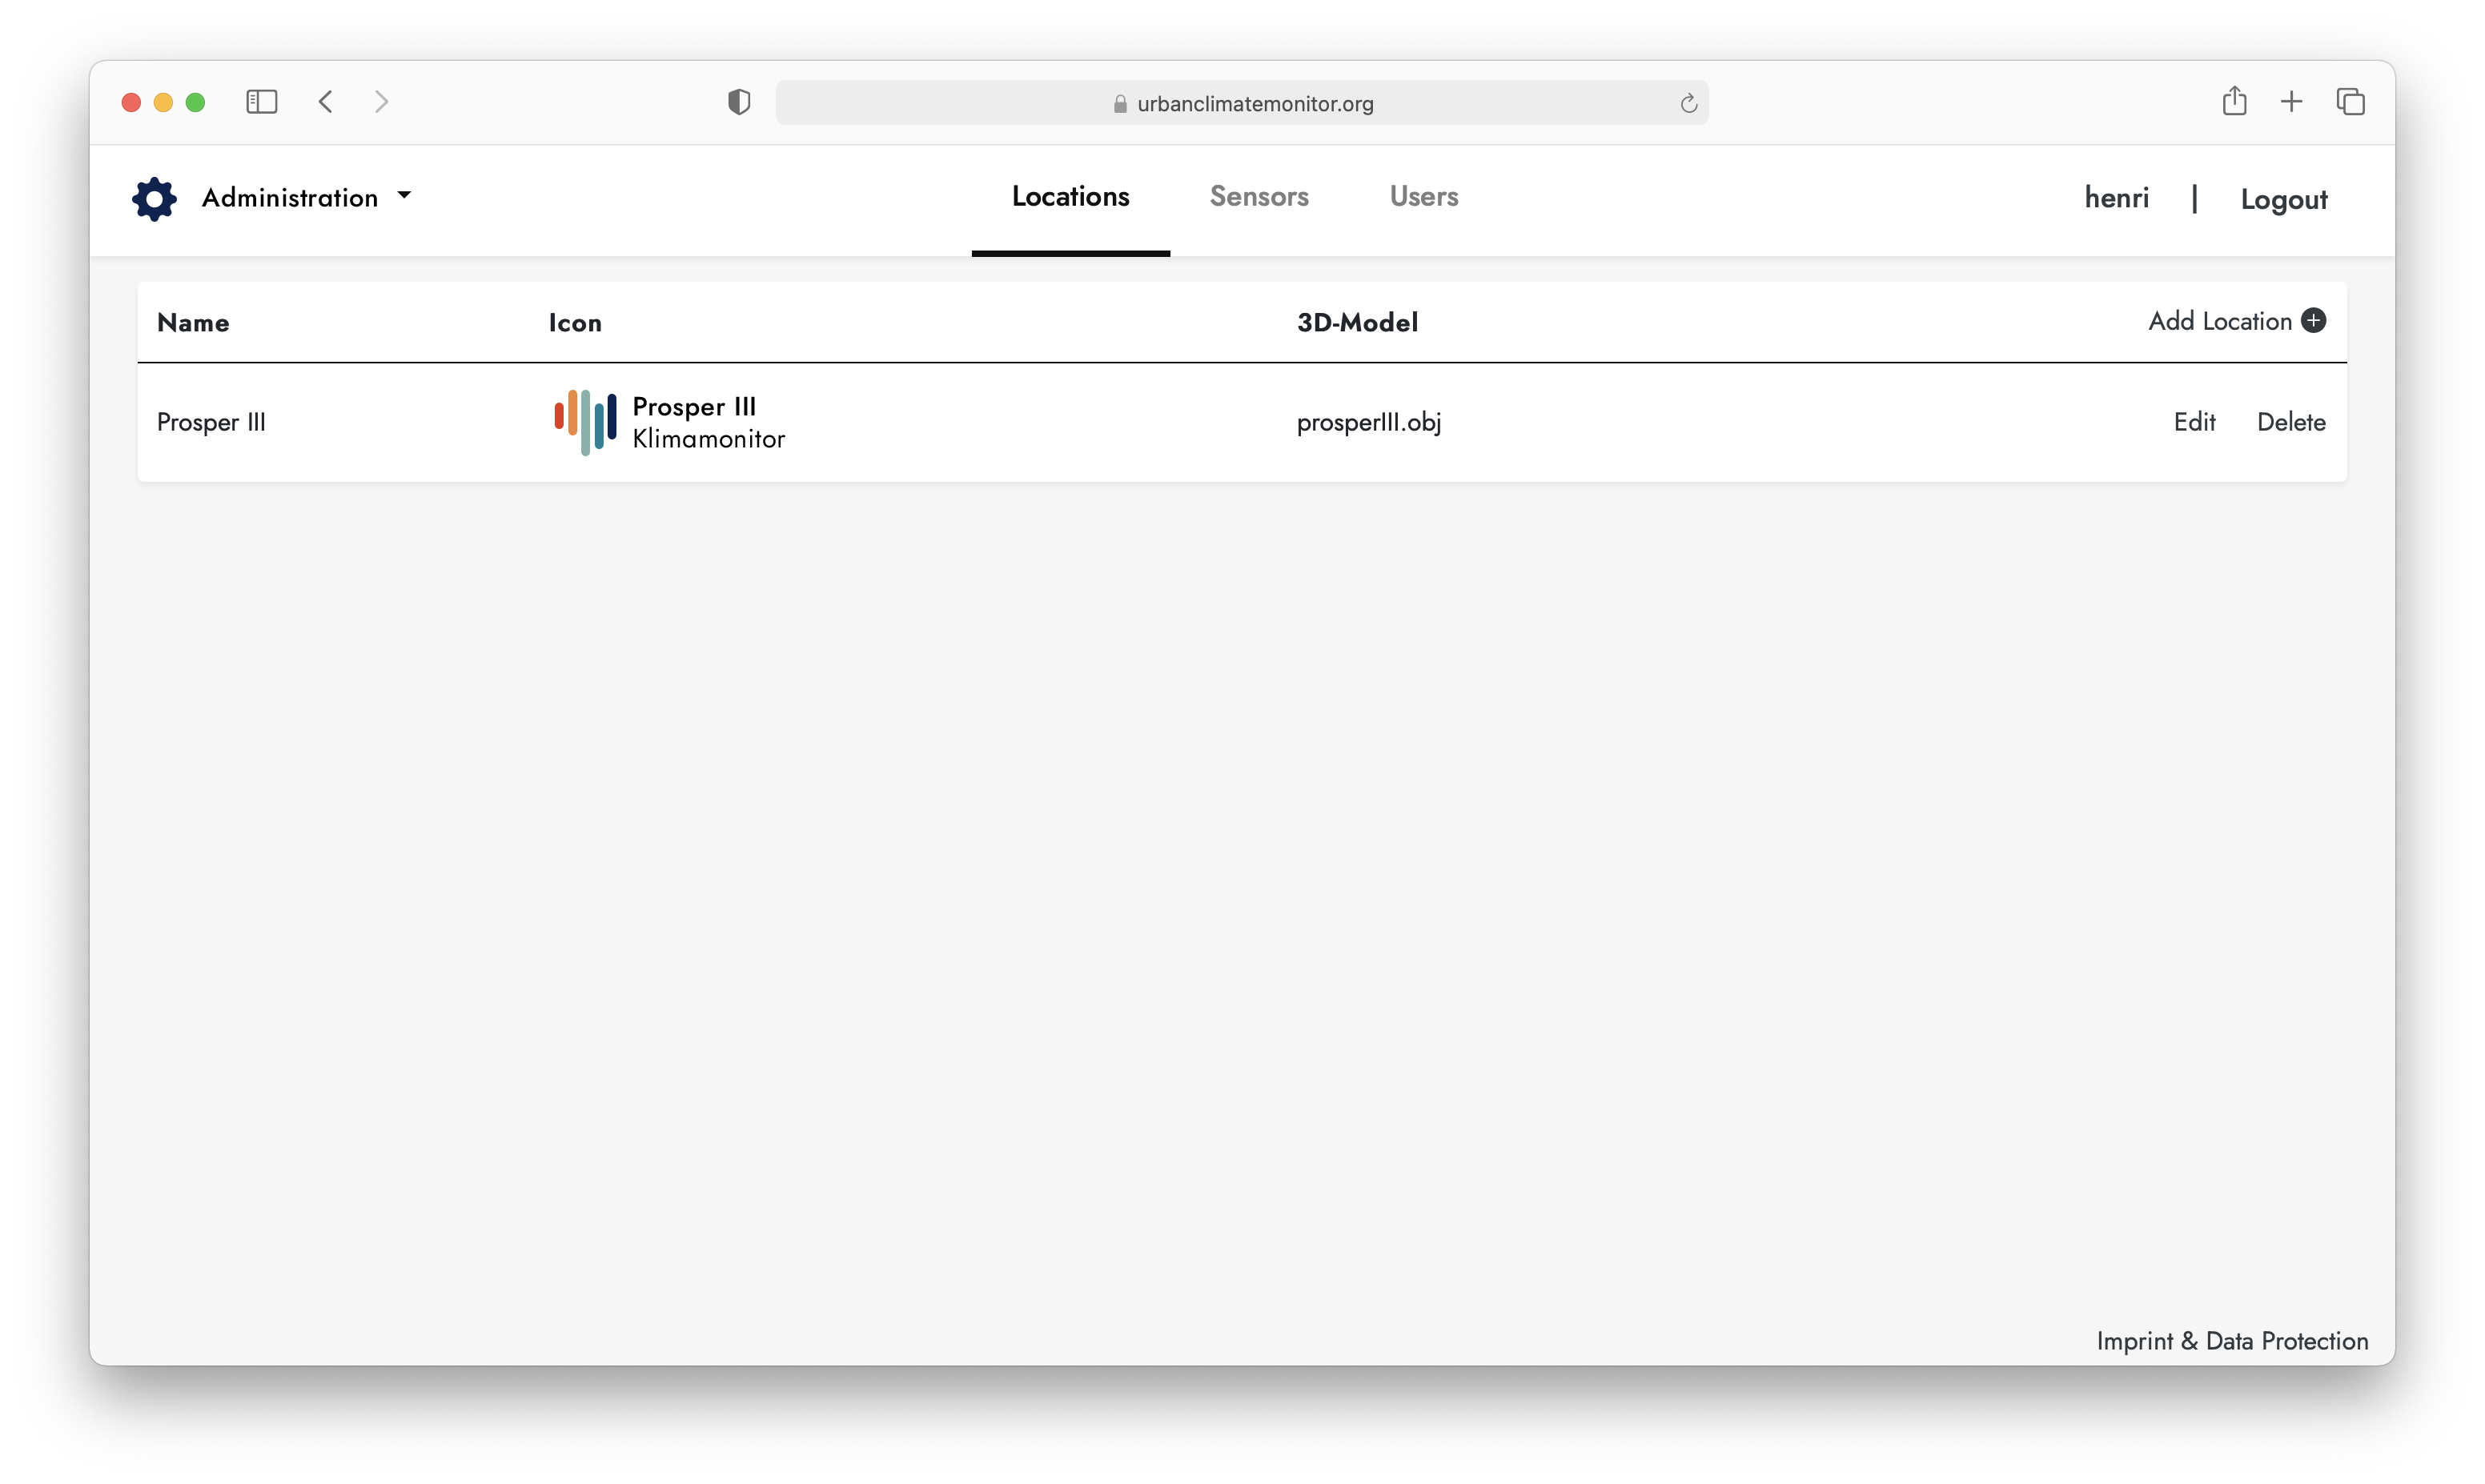 urbanclimatemonitor.org
Administration
Locations
Sensors
Users
henri | Logout
Name
Icon
3D-Model
Add Location
Prosper III
Prosper III
Klimamonitor
prosperIII.obj
Edit
Delete
Imprint & Data Protection